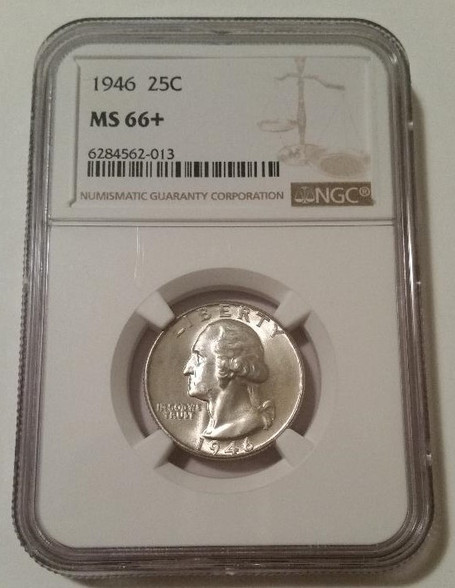 1946 25C
MS 66+
6284562-013
NUMISMATIC GUARANTY CORPORATION NGC®
LIBERTY
IN GOD WE
TRUST
1946